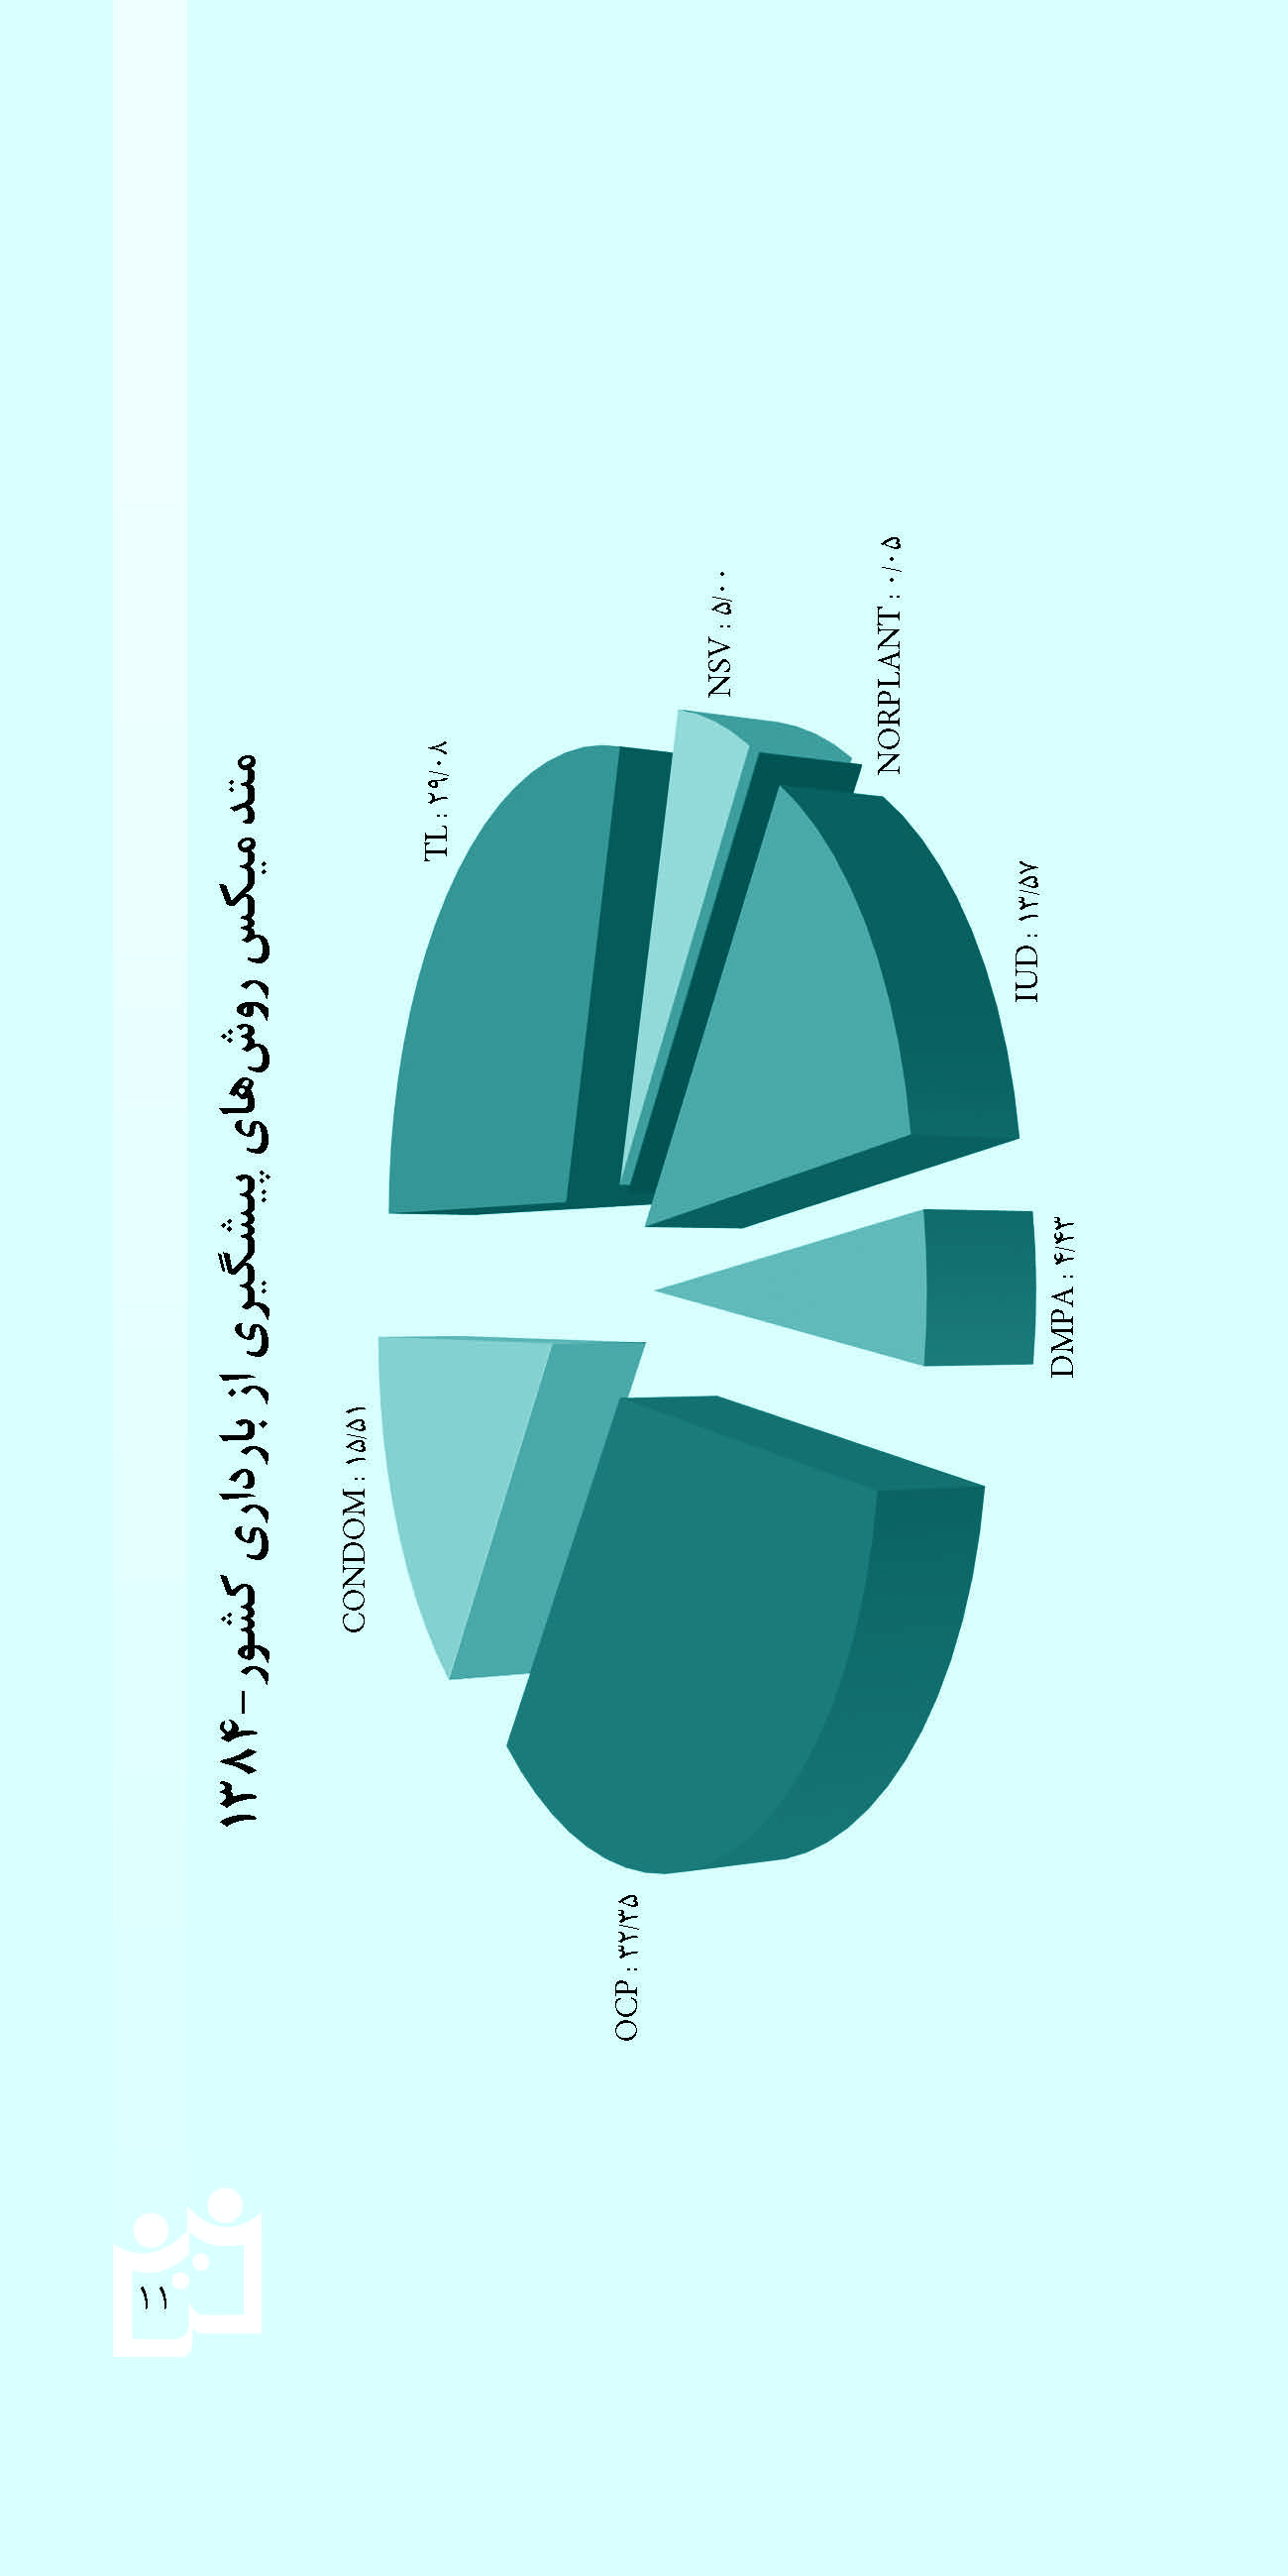 متد میکس روش‌های پیشگیری از بارداری کشور-۱۳۸۴
CONDOM : ۱۵/۵۱
TL : ۲۹/۰۸
OCP : ۳۲/۳۵
NSV : ۵/۰۰
NORPLANT : ۰/۰۵
IUD : ۱۳/۵۷
DMPA : ۴/۴۳
۱۱